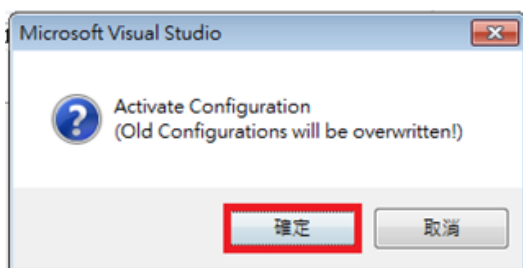 Microsoft Visual Studio
Activate Configuration
(Old Configurations will be overwritten!)
確定
取消